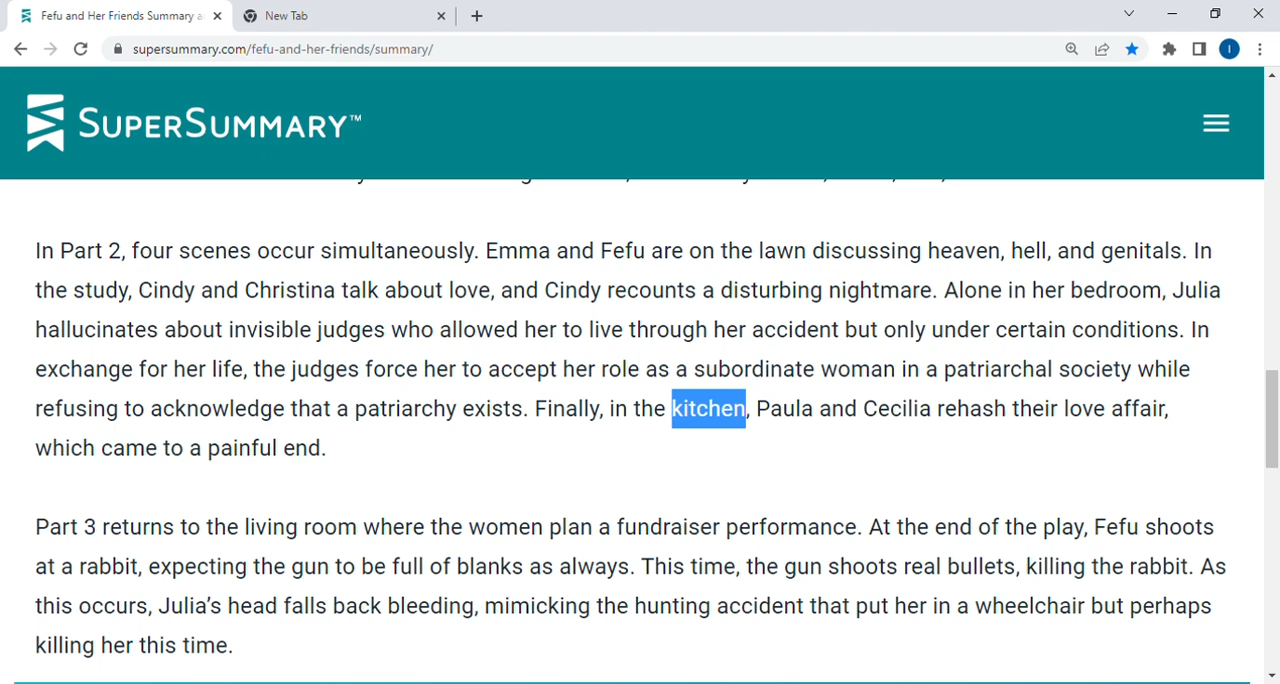 Fefu and Her Friends Summary a
New Tab
supersummary.com/fefu-and-her-friends/summary/
I
SUPERSUMMARY™
In Part 2, four scenes occur simultaneously. Emma and Fefu are on the lawn discussing heaven, hell, and genitals. In
the study, Cindy and Christina talk about love, and Cindy recounts a disturbing nightmare. Alone in her bedroom, Julia
hallucinates about invisible judges who allowed her to live through her accident but only under certain conditions. In
exchange for her life, the judges force her to accept her role as a subordinate woman in a patriarchal society while
refusing to acknowledge that a patriarchy exists. Finally, in the kitchen, Paula and Cecilia rehash their love affair,
which came to a painful end.
Part 3 returns to the living room where the women plan a fundraiser performance. At the end of the play, Fefu shoots
at a rabbit, expecting the gun to be full of blanks as always. This time, the gun shoots real bullets, killing the rabbit. As
this occurs, Julia’s head falls back bleeding, mimicking the hunting accident that put her in a wheelchair but perhaps
killing her this time.